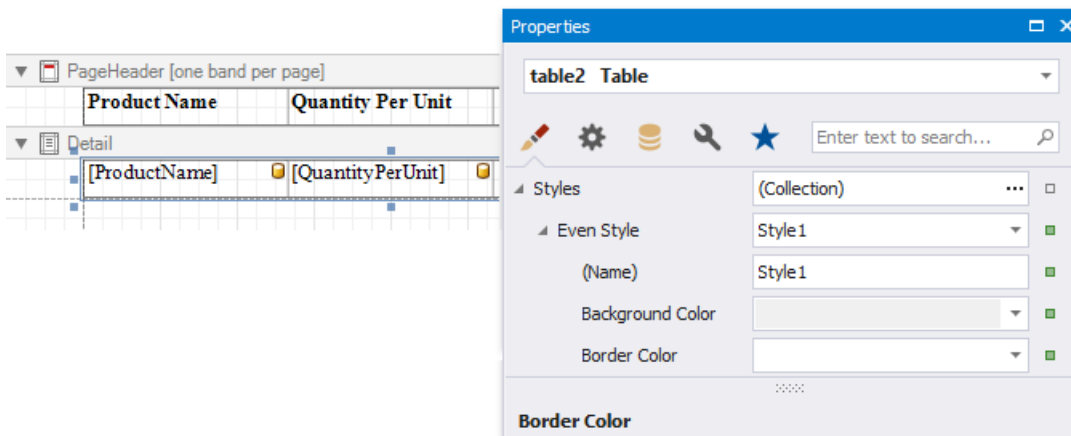 PageHeader [one band per page]
Product Name Quantity Per Unit
Detail
[ProductName] [QuantityPerUnit]
Properties
table2 Table
Enter text to search...
Styles (Collection)
Even Style Style1
(Name) Style1
Background Color
Border Color
Border Color